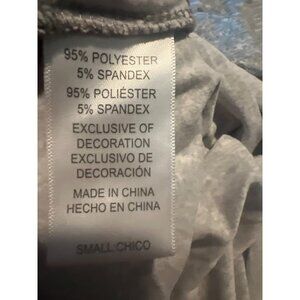 95% POLYESTER
5% SPANDEX
95% POLIÉSTER
5% SPANDEX
EXCLUSIVE OF
DECORATION
EXCLUSIVO DE
DECORACIÓN
MADE IN CHINA
HECHO EN CHINA
SMALL:CHICO